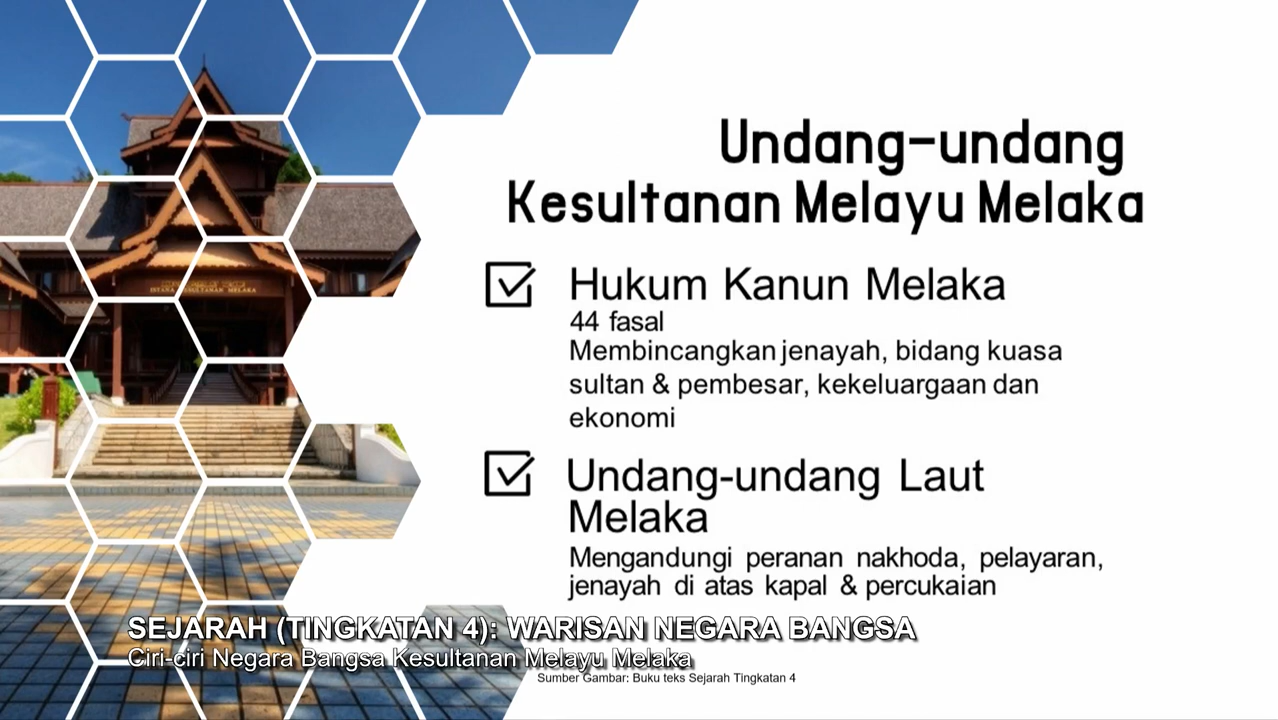 Undang-undang
Kesultanan Melayu Melaka
Hukum Kanun Melaka
44 fasal
Membincangkan jenayah, bidang kuasa
sultan & pembesar, kekeluargaan dan
ekonomi
Undang-undang Laut
Melaka
Mengandungi peranan nakhoda, pelayaran,
jenayah di atas kapal & percukaian
SEJARAH (TINGKATAN 4): WARISAN NEGARA BANGSA
Ciri-ciri Negara Bangsa Kesultanan Melayu Melaka
Sumber Gambar: Buku teks Sejarah Tingkatan 4